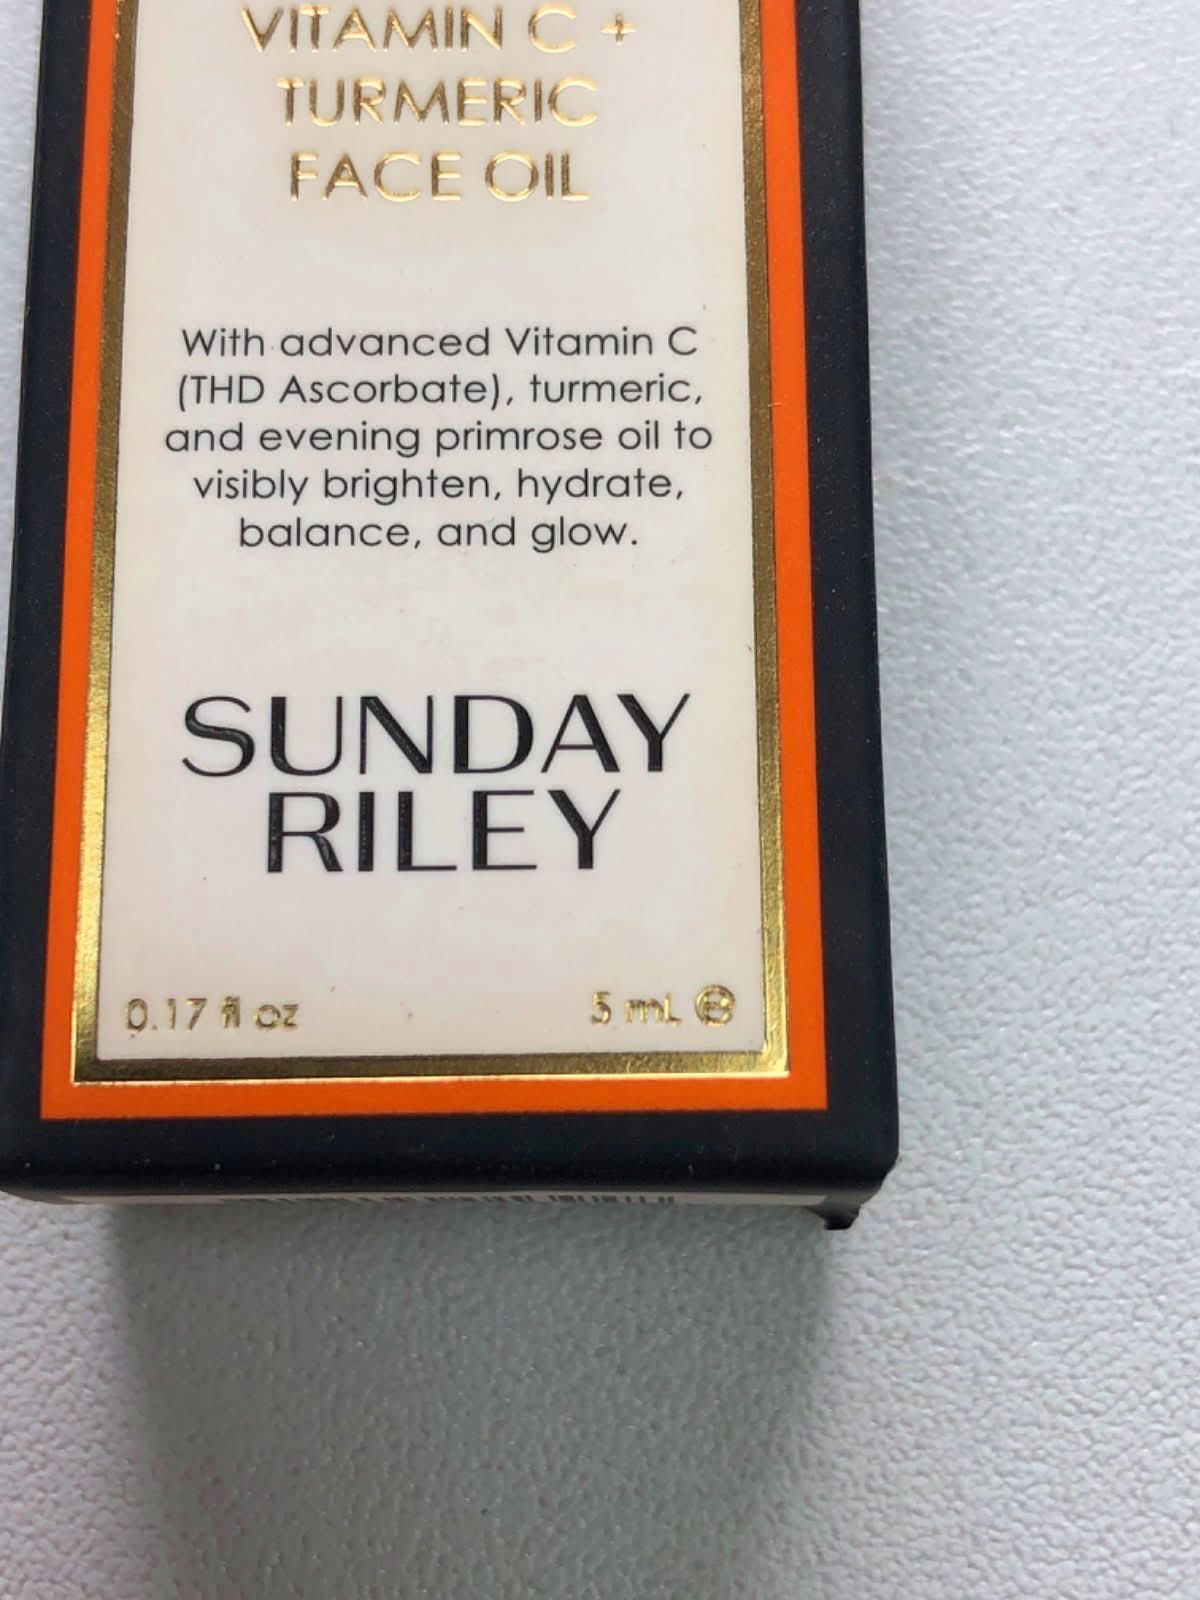 VITAMIN C +
TURMERIC
FACE OIL
With advanced Vitamin C
(THD Ascorbate), turmeric,
and evening primrose oil to
visibly brighten, hydrate,
balance, and glow.
SUNDAY
RILEY
0.17 fl oz 5 mL